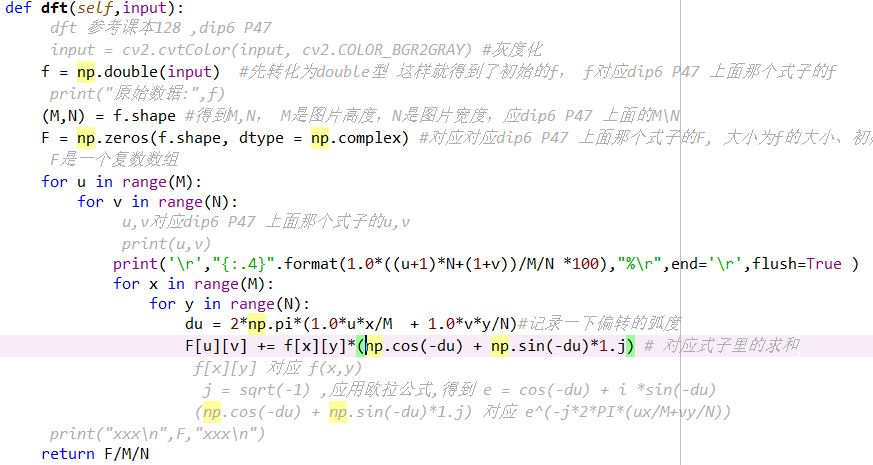 def dft(self,input):
dft 参考课本128 ,dip6 P47
input = cv2.cvtColor(input, cv2.COLOR_BGR2GRAY) #灰度化
f = np.double(input)  #先转化为double型 这样就得到了初始的f， f对应dip6 P47 上面那个式子的f
print("原始数据:",f)
(M,N) = f.shape #得到M,N， M是图片高度，N是图片宽度，应dip6 P47 上面的M\N
F = np.zeros(f.shape, dtype = np.complex) #对应对应dip6 P47 上面那个式子的F, 大小为f的大小、
F是一个复数数组
for u in range(M):
for v in range(N):
u,v对应dip6 P47 上面那个式子的u,v
print(u,v)
print('\r',"{:.4}".format(1.0*((u+1)*N+(1+v))/M/N *100),"%\r",end='\r',flush=True )
for x in range(M):
for y in range(N):
du = 2*np.pi*(1.0*u*x/M  + 1.0*v*y/N)#记录一下偏转的弧度
F[u][v] += f[x][y]*(np.cos(-du) + np.sin(-du)*1.j) # 对应式子里的求和
f[x][y] 对应 f(x,y)
j = sqrt(-1) ,应用欧拉公式,得到 e = cos(-du) + i *sin(-du)
(np.cos(-du) + np.sin(-du)*1.j) 对应 e^(-j*2*PI*(ux/M+vy/N))
print("xxx\n",F,"xxx\n")
return F/M/N